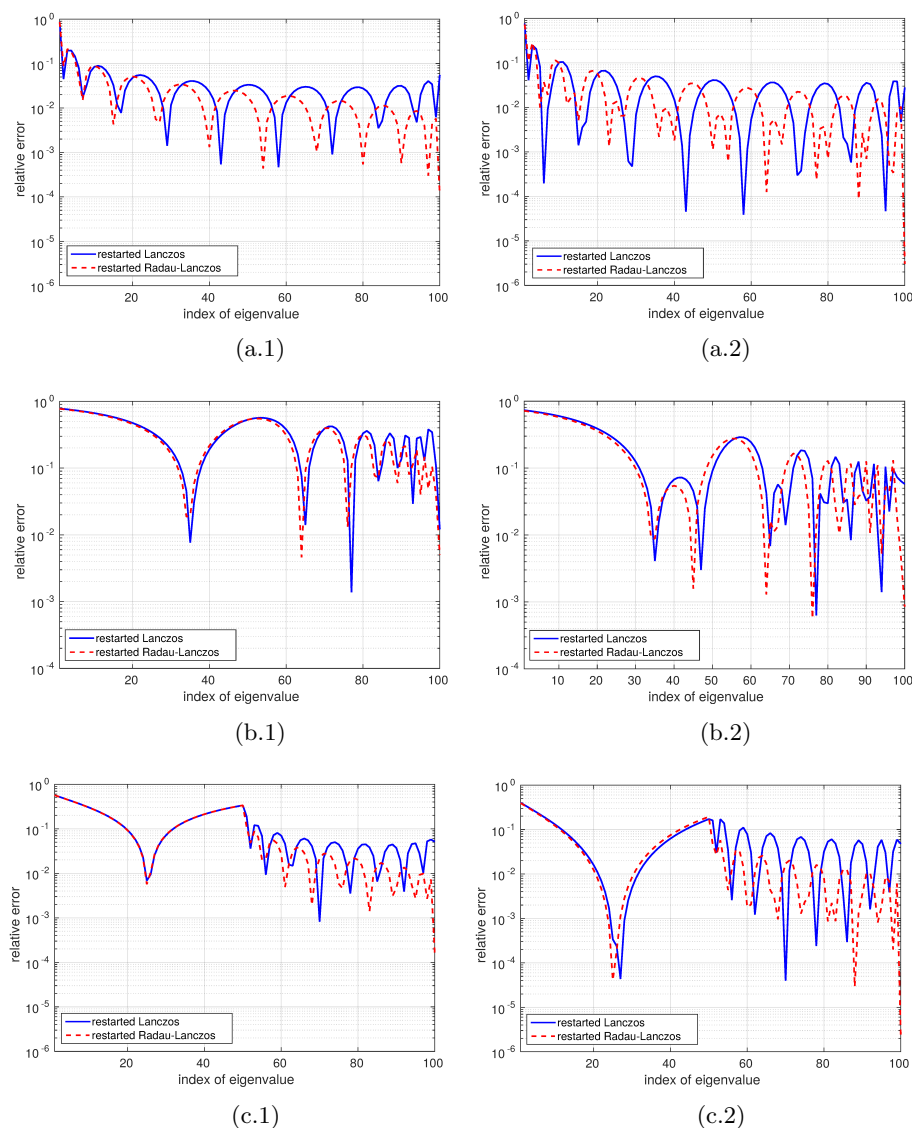 10^0
10^-1
10^-2
10^-3
10^-4
10^-5
10^-6
relative error
restarted Lanczos
restarted Radau-Lanczos
20 40 60 80 100
index of eigenvalue
(a.1)
10^0
10^-1
10^-2
10^-3
10^-4
10^-5
10^-6
relative error
restarted Lanczos
restarted Radau-Lanczos
20 40 60 80 100
index of eigenvalue
(a.2)
10^0
10^-1
10^-2
10^-3
10^-4
relative error
restarted Lanczos
restarted Radau-Lanczos
20 40 60 80 100
index of eigenvalue
(b.1)
10^0
10^-1
10^-2
10^-3
10^-4
relative error
restarted Lanczos
restarted Radau-Lanczos
10 20 30 40 50 60 70 80 90 100
index of eigenvalue
(b.2)
10^0
10^-1
10^-2
10^-3
10^-4
10^-5
10^-6
relative error
restarted Lanczos
restarted Radau-Lanczos
20 40 60 80 100
index of eigenvalue
(c.1)
10^0
10^-1
10^-2
10^-3
10^-4
10^-5
10^-6
relative error
restarted Lanczos
restarted Radau-Lanczos
20 40 60 80 100
index of eigenvalue
(c.2)